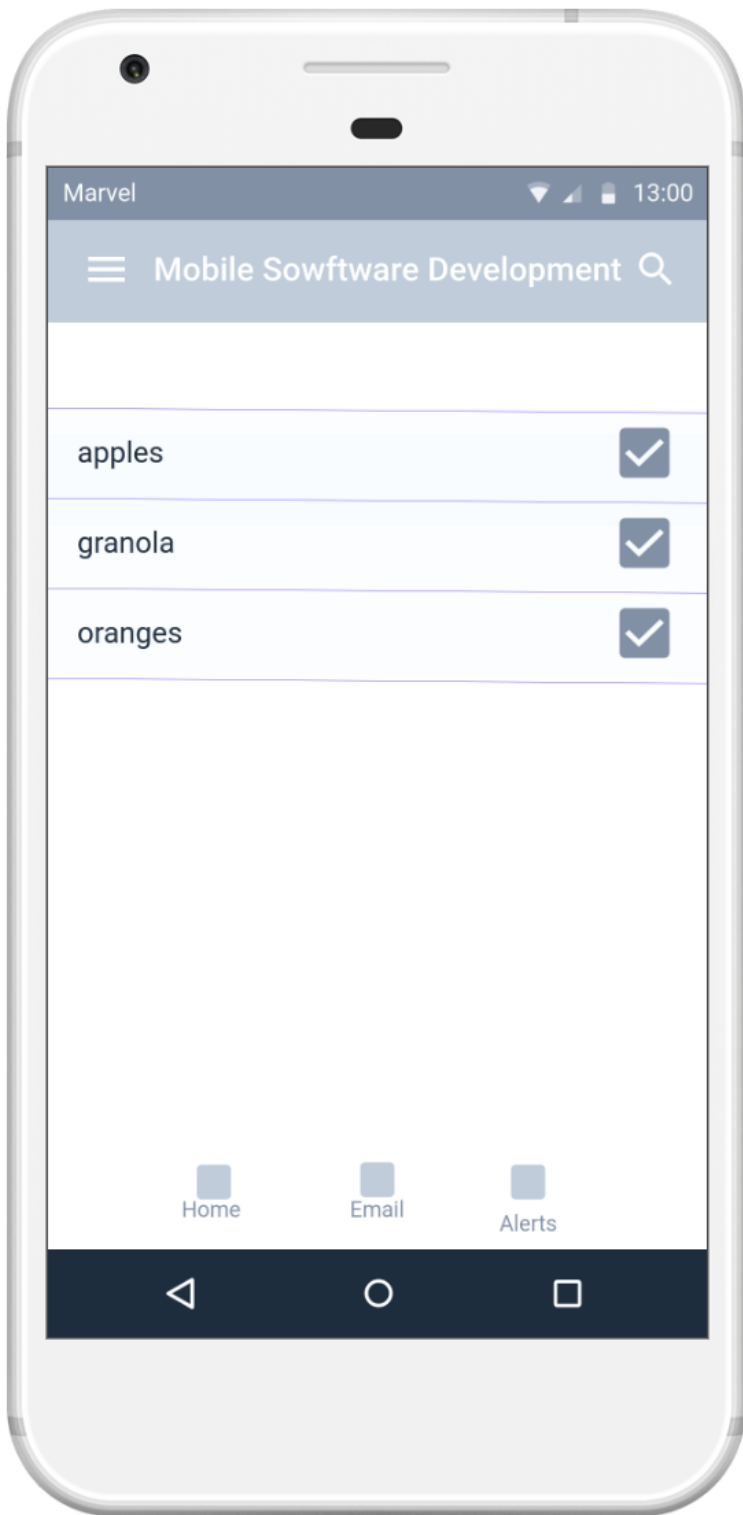 Marvel 13:00
Mobile Sowftware Development
apples
granola
oranges
Home Email Alerts